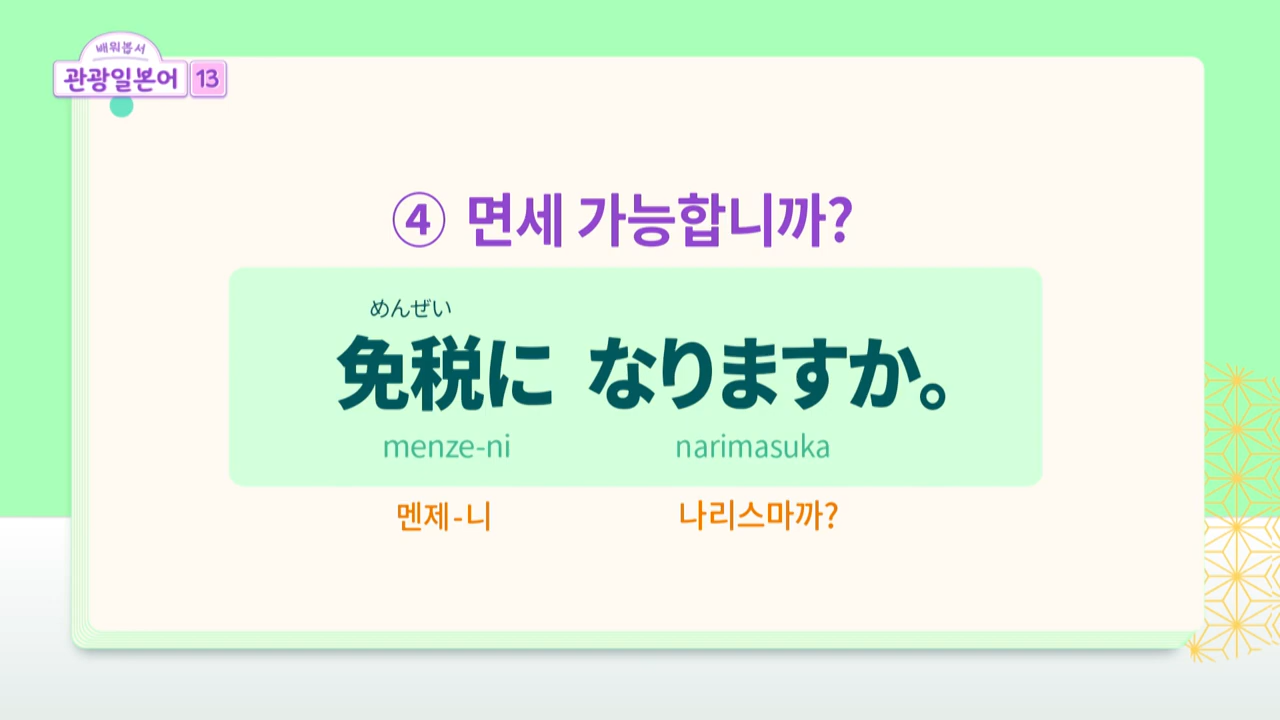 배워봅서
관광일본어 13
④ 면세 가능합니까?
めんぜい
免税に なりますか。
menze-ni narimasuka
멘제-니 나리스마까?